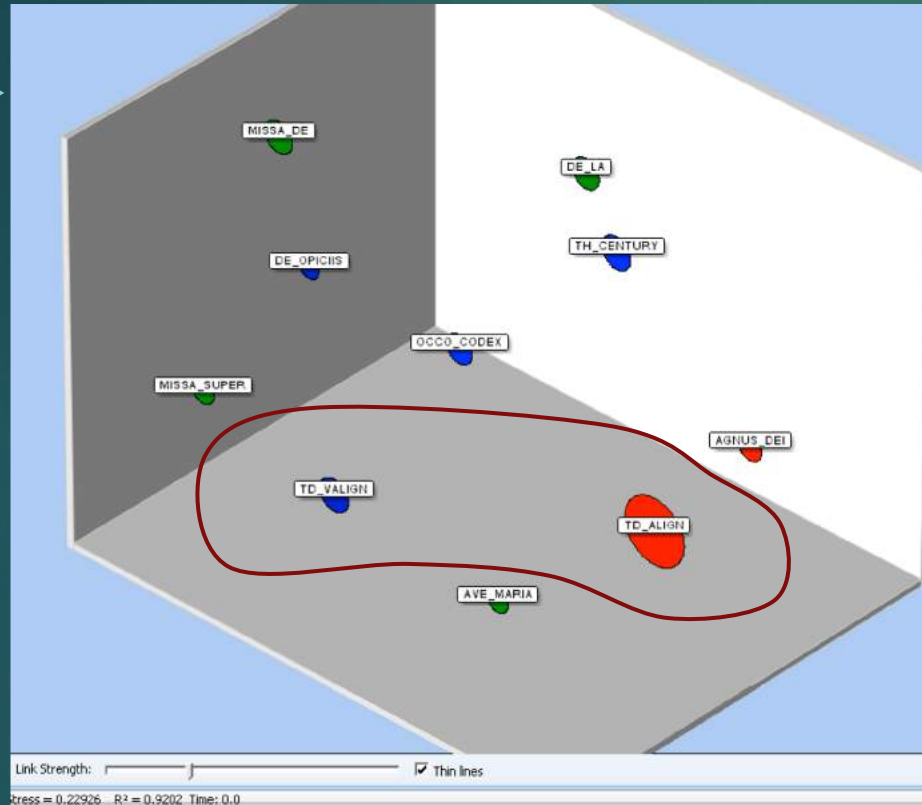 MISSA_DE
DE_LA
TH_CENTURY
DE_OPICIIS
OCCO_CODEX
MISSA_SUPER
AGNUS_DEI
TD_VALIGN
TD_ALIGN
AVE_MARIA
Link Strength: Thin lines
Stress = 0.22926 R² = 0.9202 Time: 0.0